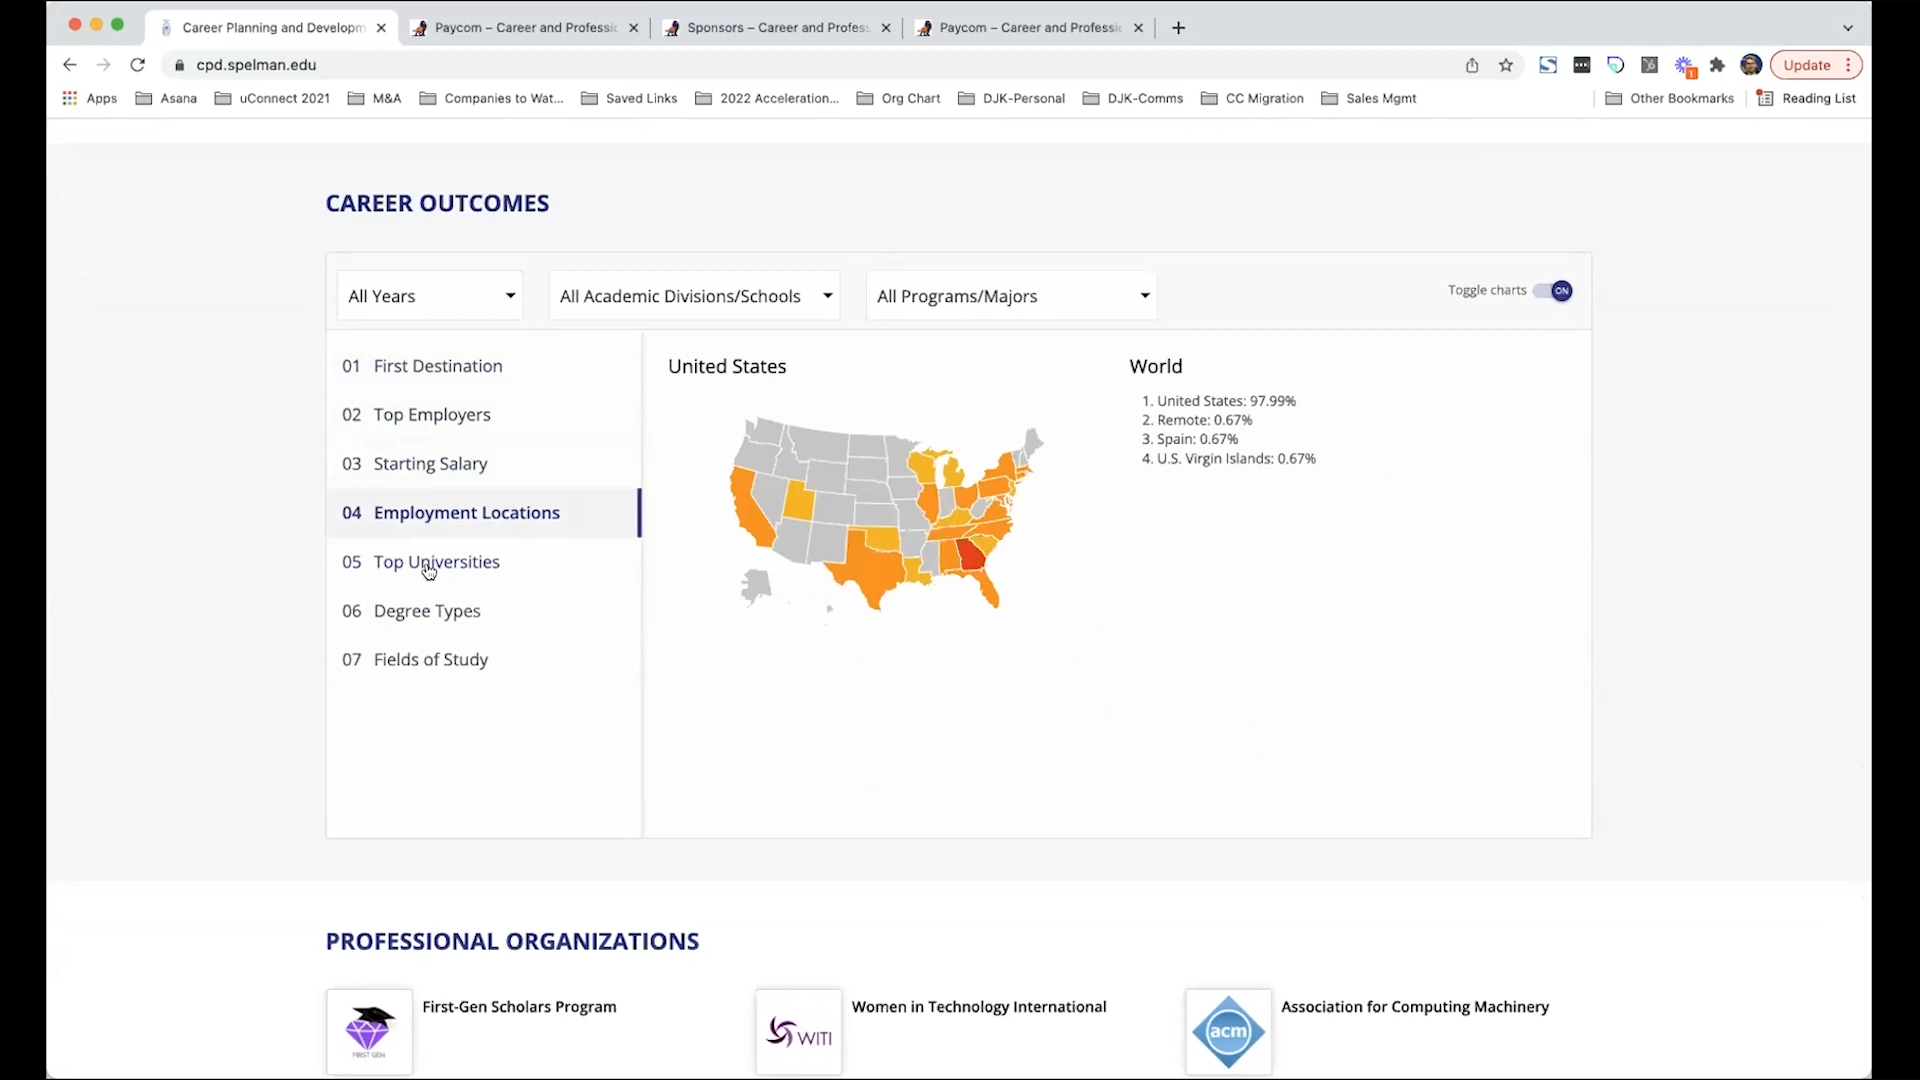 Career Planning and Developm
Paycom – Career and Professic
Sponsors – Career and Profes
Paycom – Career and Professic
cpd.spelman.edu
1
Update
Apps
Asana
uConnect 2021
M&A
Companies to Wat...
Saved Links
2022 Acceleration...
Org Chart
DJK-Personal
DJK-Comms
CC Migration
Sales Mgmt
Other Bookmarks
Reading List
CAREER OUTCOMES
All Years
All Academic Divisions/Schools
All Programs/Majors
Toggle charts ON
01 First Destination
02 Top Employers
03 Starting Salary
04 Employment Locations
05 Top Universities
06 Degree Types
07 Fields of Study
United States
World
1. United States: 97.99%
2. Remote: 0.67%
3. Spain: 0.67%
4. U.S. Virgin Islands: 0.67%
PROFESSIONAL ORGANIZATIONS
FIRST GEN
First-Gen Scholars Program
WITI
Women in Technology International
acm
Association for Computing Machinery